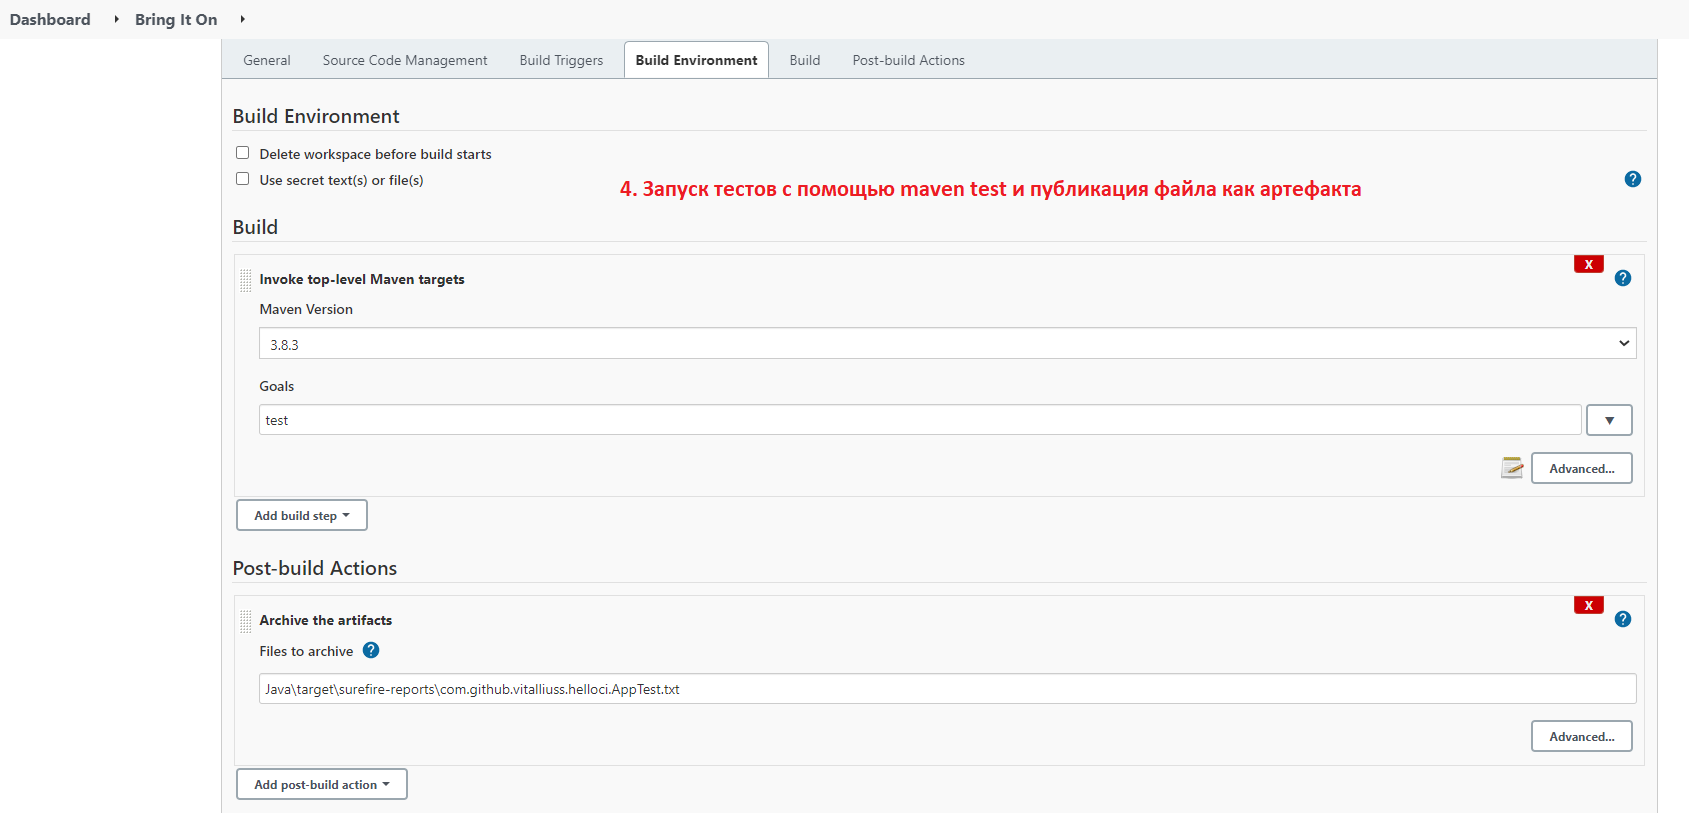 Dashboard Bring It On
General Source Code Management Build Triggers Build Environment Build Post-build Actions
Build Environment
Delete workspace before build starts
Use secret text(s) or file(s)
?
4. Запуск тестов с помощью maven test и публикация файла как артефакта
Build
X
Invoke top-level Maven targets
?
Maven Version
3.8.3
Goals
test
Advanced...
Add build step
Post-build Actions
X
Archive the artifacts
?
Files to archive ?
Java\target\surefire-reports\com.github.vitalliuss.helloci.AppTest.txt
Advanced...
Add post-build action